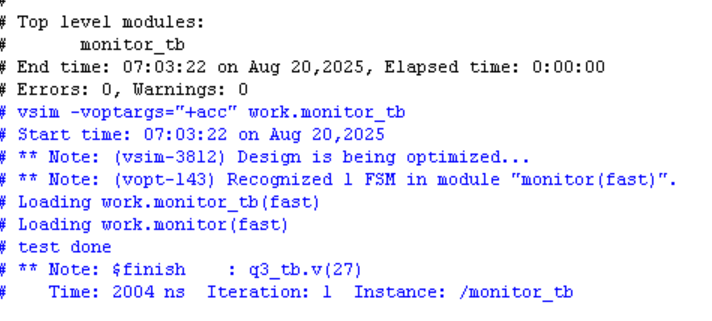 #
# Top level modules:
#       monitor_tb
# End time: 07:03:22 on Aug 20,2025, Elapsed time: 0:00:00
# Errors: 0, Warnings: 0
# vsim -voptargs="+acc" work.monitor_tb
# Start time: 07:03:22 on Aug 20,2025
# ** Note: (vsim-3812) Design is being optimized...
# ** Note: (vopt-143) Recognized 1 FSM in module "monitor(fast)".
# Loading work.monitor_tb(fast)
# Loading work.monitor(fast)
# test done
# ** Note: $finish    : q3_tb.v(27)
#    Time: 2004 ns  Iteration: 1  Instance: /monitor_tb